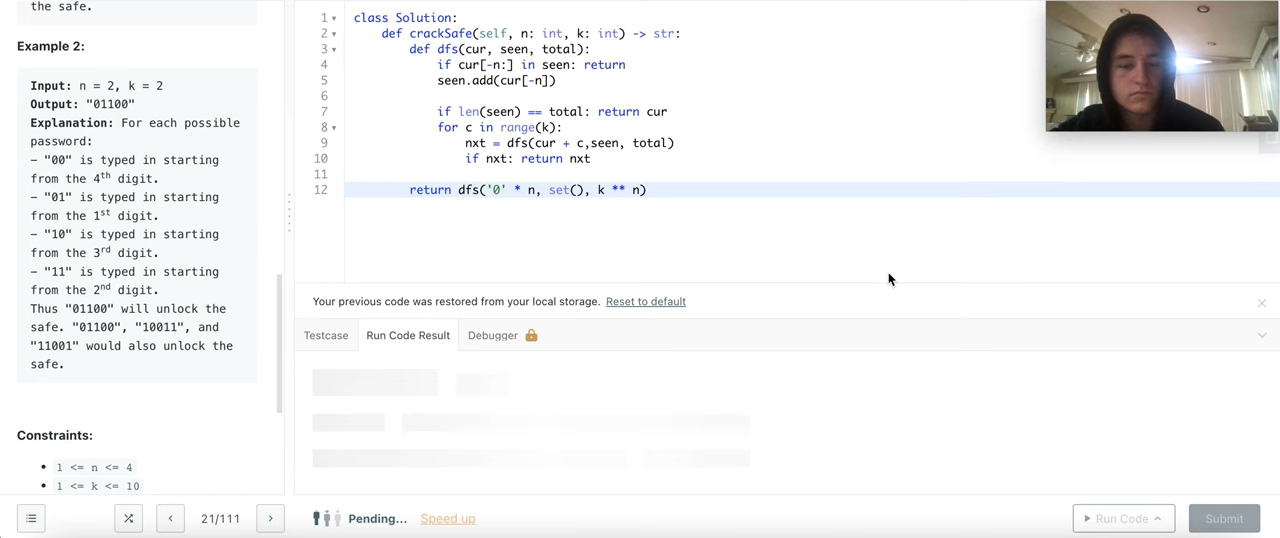 the safe.
Example 2:
Input: n = 2, k = 2
Output: "01100"
Explanation: For each possible
password:
- "00" is typed in starting
from the 4th digit.
- "01" is typed in starting
from the 1st digit.
- "10" is typed in starting
from the 3rd digit.
- "11" is typed in starting
from the 2nd digit.
Thus "01100" will unlock the
safe. "01100", "10011", and
"11001" would also unlock the
safe.
Constraints:
1 <= n <= 4
1 <= k <= 10
1 class Solution:
2 def crackSafe(self, n: int, k: int) -> str:
3 def dfs(cur, seen, total):
4 if cur[-n:] in seen: return
5 seen.add(cur[-n])
6
7 if len(seen) == total: return cur
8 for c in range(k):
9 nxt = dfs(cur + c,seen, total)
10 if nxt: return nxt
11
12 return dfs('0' * n, set(), k ** n)
Your previous code was restored from your local storage. Reset to default
Testcase Run Code Result Debugger
21/111 Pending... Speed up Run Code Submit